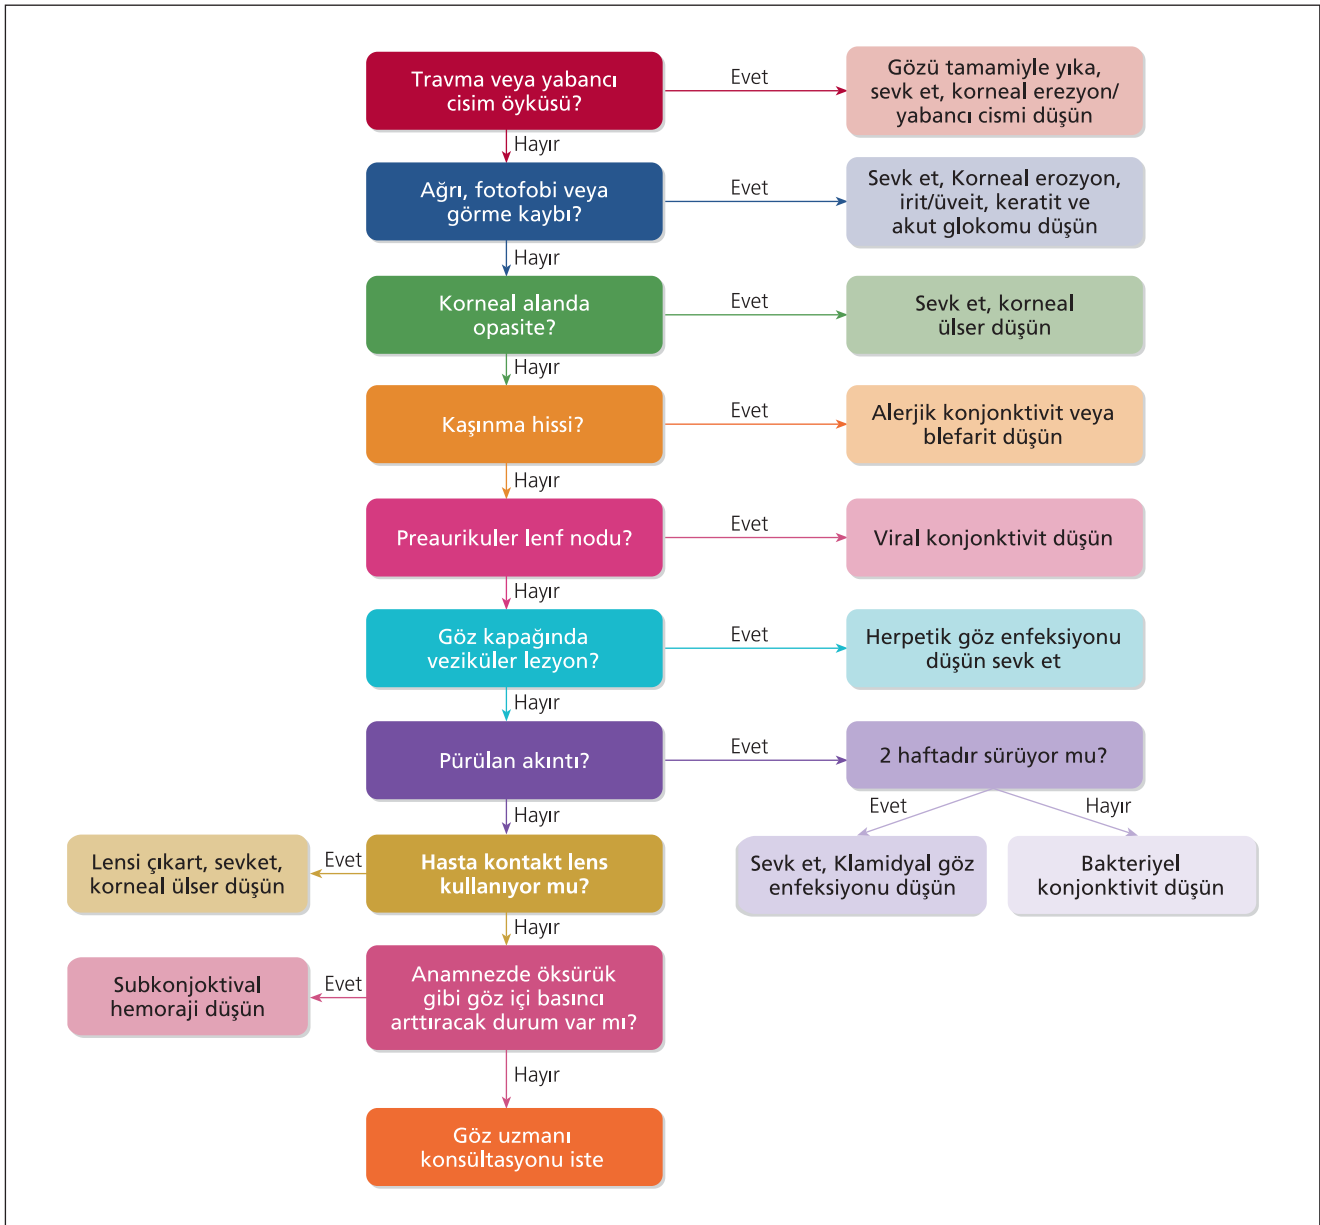 Travma veya yabancı
cisim öyküsü?
Evet
Gözü tamamiyle yıka,
sevk et, korneal erezyon/
yabancı cismi düşün
Hayır
Ağrı, fotofobi veya
görme kaybı?
Evet
Sevk et, Korneal erozyon,
irit/üveit, keratit ve
akut glokomu düşün
Hayır
Korneal alanda
opasite?
Evet
Sevk et, korneal
ülser düşün
Hayır
Kaşınma hissi?
Evet
Alerjik konjonktivit veya
blefarit düşün
Hayır
Preaurikuler lenf nodu?
Evet
Viral konjonktivit düşün
Hayır
Göz kapağında
veziküler lezyon?
Evet
Herpetik göz enfeksiyonu
düşün sevk et
Hayır
Pürülan akıntı?
Evet
2 haftadır sürüyor mu?
Evet
Hayır
Sevk et, Klamidyal göz
enfeksiyonu düşün
Bakteriyel
konjonktivit düşün
Hayır
Hasta kontakt lens
kullanıyor mu?
Evet
Lensi çıkart, sevket,
korneal ülser düşün
Hayır
Anamnezde öksürük
gibi göz içi basıncı
arttıracak durum var mı?
Evet
Subkonjoktival
hemoraji düşün
Hayır
Göz uzmanı
konsültasyonu iste